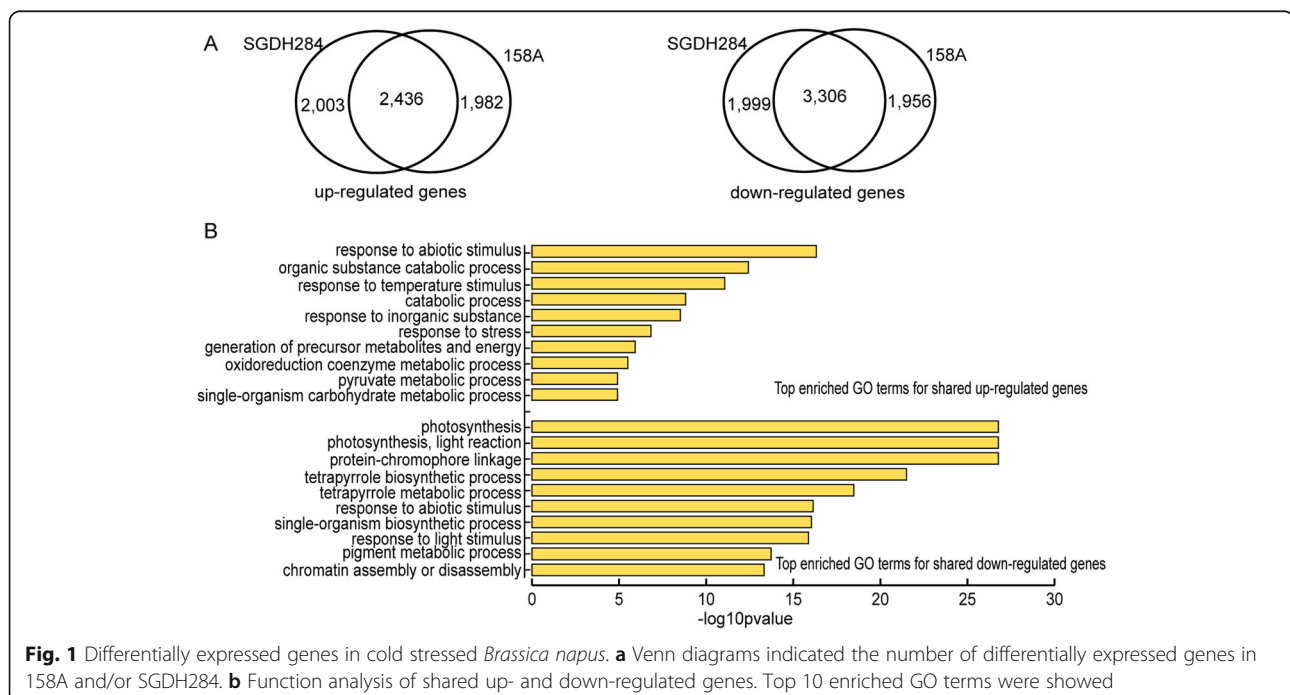 A
SGDH284
158A
2,003
2,436
1,982
up-regulated genes
SGDH284
158A
1,999
3,306
1,956
down-regulated genes
B
response to abiotic stimulus
organic substance catabolic process
response to temperature stimulus
catabolic process
response to inorganic substance
response to stress
generation of precursor metabolites and energy
oxidoreduction coenzyme metabolic process
pyruvate metabolic process
single-organism carbohydrate metabolic process
Top enriched GO terms for shared up-regulated genes
photosynthesis
photosynthesis, light reaction
protein-chromophore linkage
tetrapyrrole biosynthetic process
tetrapyrrole metabolic process
response to abiotic stimulus
single-organism biosynthetic process
response to light stimulus
pigment metabolic process
chromatin assembly or disassembly
Top enriched GO terms for shared down-regulated genes
0 5 10 15 20 25 30
-log10pvalue
Fig. 1 Differentially expressed genes in cold stressed Brassica napus. a Venn diagrams indicated the number of differentially expressed genes in
158A and/or SGDH284. b Function analysis of shared up- and down-regulated genes. Top 10 enriched GO terms were showed